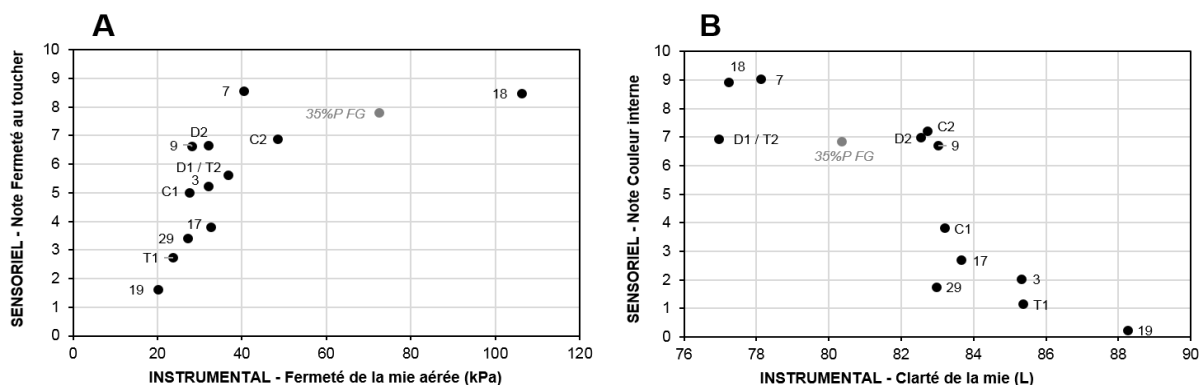 A
SENSORIEL - Note Fermeté au toucher
10
9
8
7
6
5
4
3
2
1
0
7
18
35%P FG
D2
9
C2
D1 / T2
3
C1
17
29
T1
19
0
20
40
60
80
100
120
INSTRUMENTAL - Fermeté de la mie aérée (kPa)
B
SENSORIEL - Note Couleur interne
10
9
8
7
6
5
4
3
2
1
0
18
7
D1 / T2
35%P FG
C2
D2
9
C1
17
29
3
T1
19
76
78
80
82
84
86
88
90
INSTRUMENTAL - Clarté de la mie (L)